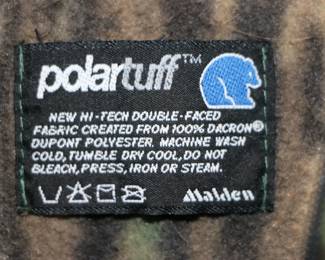 polartuff™
NEW HI-TECH DOUBLE-FACED
FABRIC CREATED FROM 100% DACRON®
DUPONT POLYESTER. MACHINE WASH
COLD, TUMBLE DRY COOL, DO NOT
BLEACH, PRESS, IRON OR STEAM.
Malden